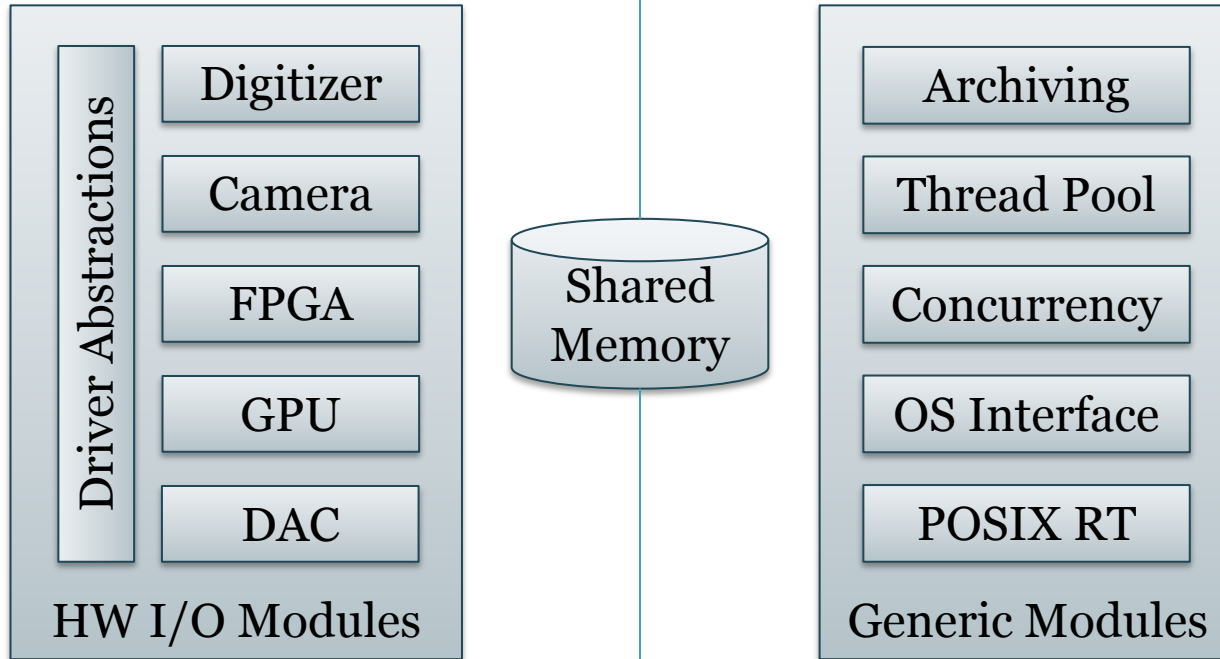 Driver Abstractions
Digitizer
Camera
FPGA
GPU
DAC
HW I/O Modules
Shared
Memory
Archiving
Thread Pool
Concurrency
OS Interface
POSIX RT
Generic Modules